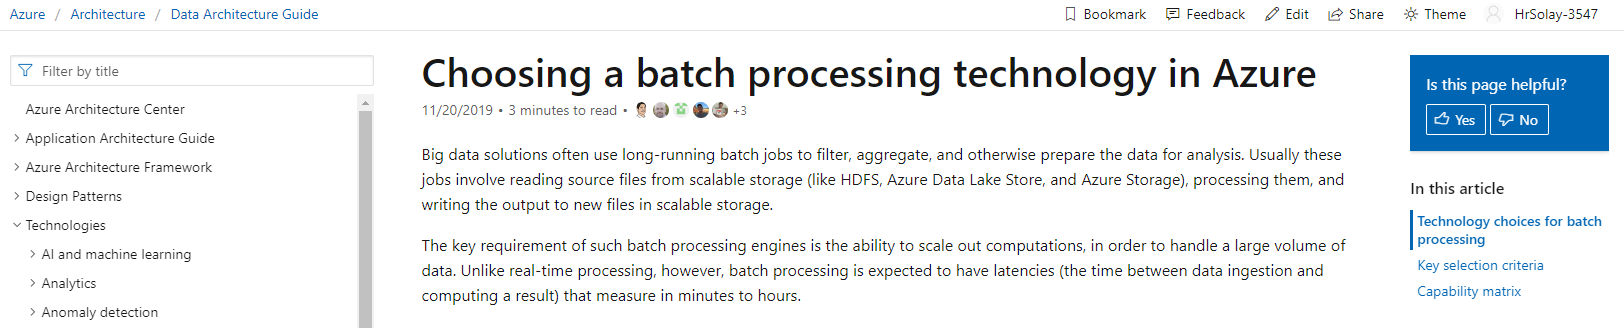 Azure / Architecture / Data Architecture Guide
Bookmark Feedback Edit Share Theme HrSolay-3547
Filter by title
Azure Architecture Center
Application Architecture Guide
Azure Architecture Framework
Design Patterns
Technologies
AI and machine learning
Analytics
Anomaly detection
Choosing a batch processing technology in Azure
11/20/2019 • 3 minutes to read • +3
Big data solutions often use long-running batch jobs to filter, aggregate, and otherwise prepare the data for analysis. Usually these
jobs involve reading source files from scalable storage (like HDFS, Azure Data Lake Store, and Azure Storage), processing them, and
writing the output to new files in scalable storage.
The key requirement of such batch processing engines is the ability to scale out computations, in order to handle a large volume of
data. Unlike real-time processing, however, batch processing is expected to have latencies (the time between data ingestion and
computing a result) that measure in minutes to hours.
Is this page helpful?
Yes No
In this article
Technology choices for batch
processing
Key selection criteria
Capability matrix